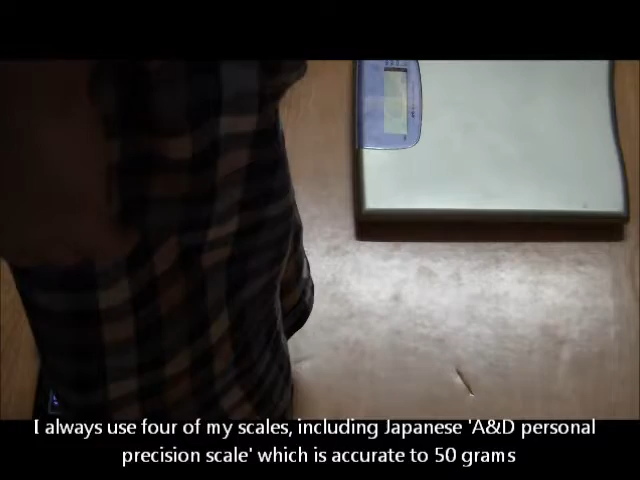 I always use four of my scales, including Japanese 'A&D personal
precision scale' which is accurate to 50 grams